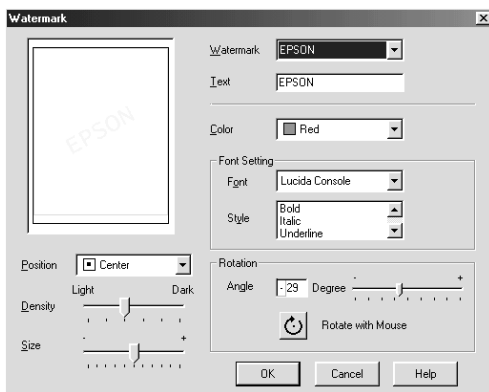 Watermark
EPSON
Watermark EPSON
Text EPSON
Color Red
Font Setting
Font Lucida Console
Style Bold
Italic
Underline
Position Center
Light Dark
Density
Size - +
Rotation
Angle -29 Degree - +
Rotate with Mouse
OK Cancel Help